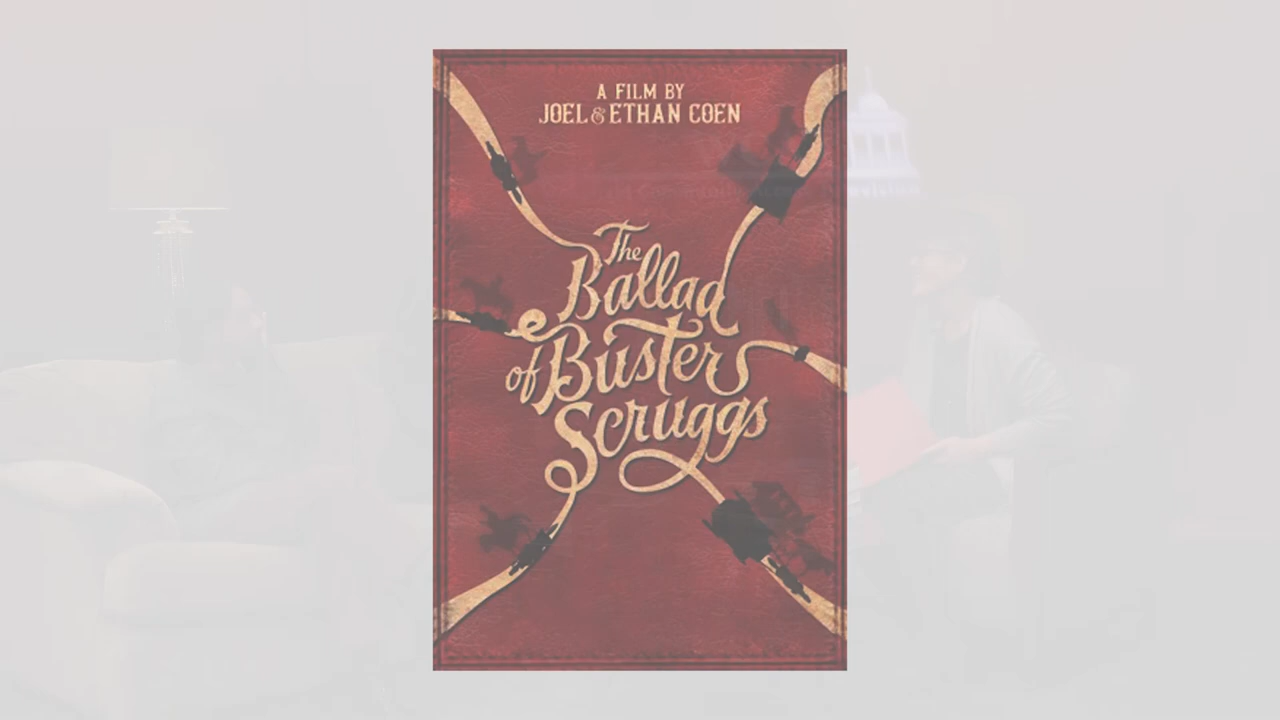 A FILM BY
JOEL & ETHAN COEN
The
Ballad
of Buster
Scruggs